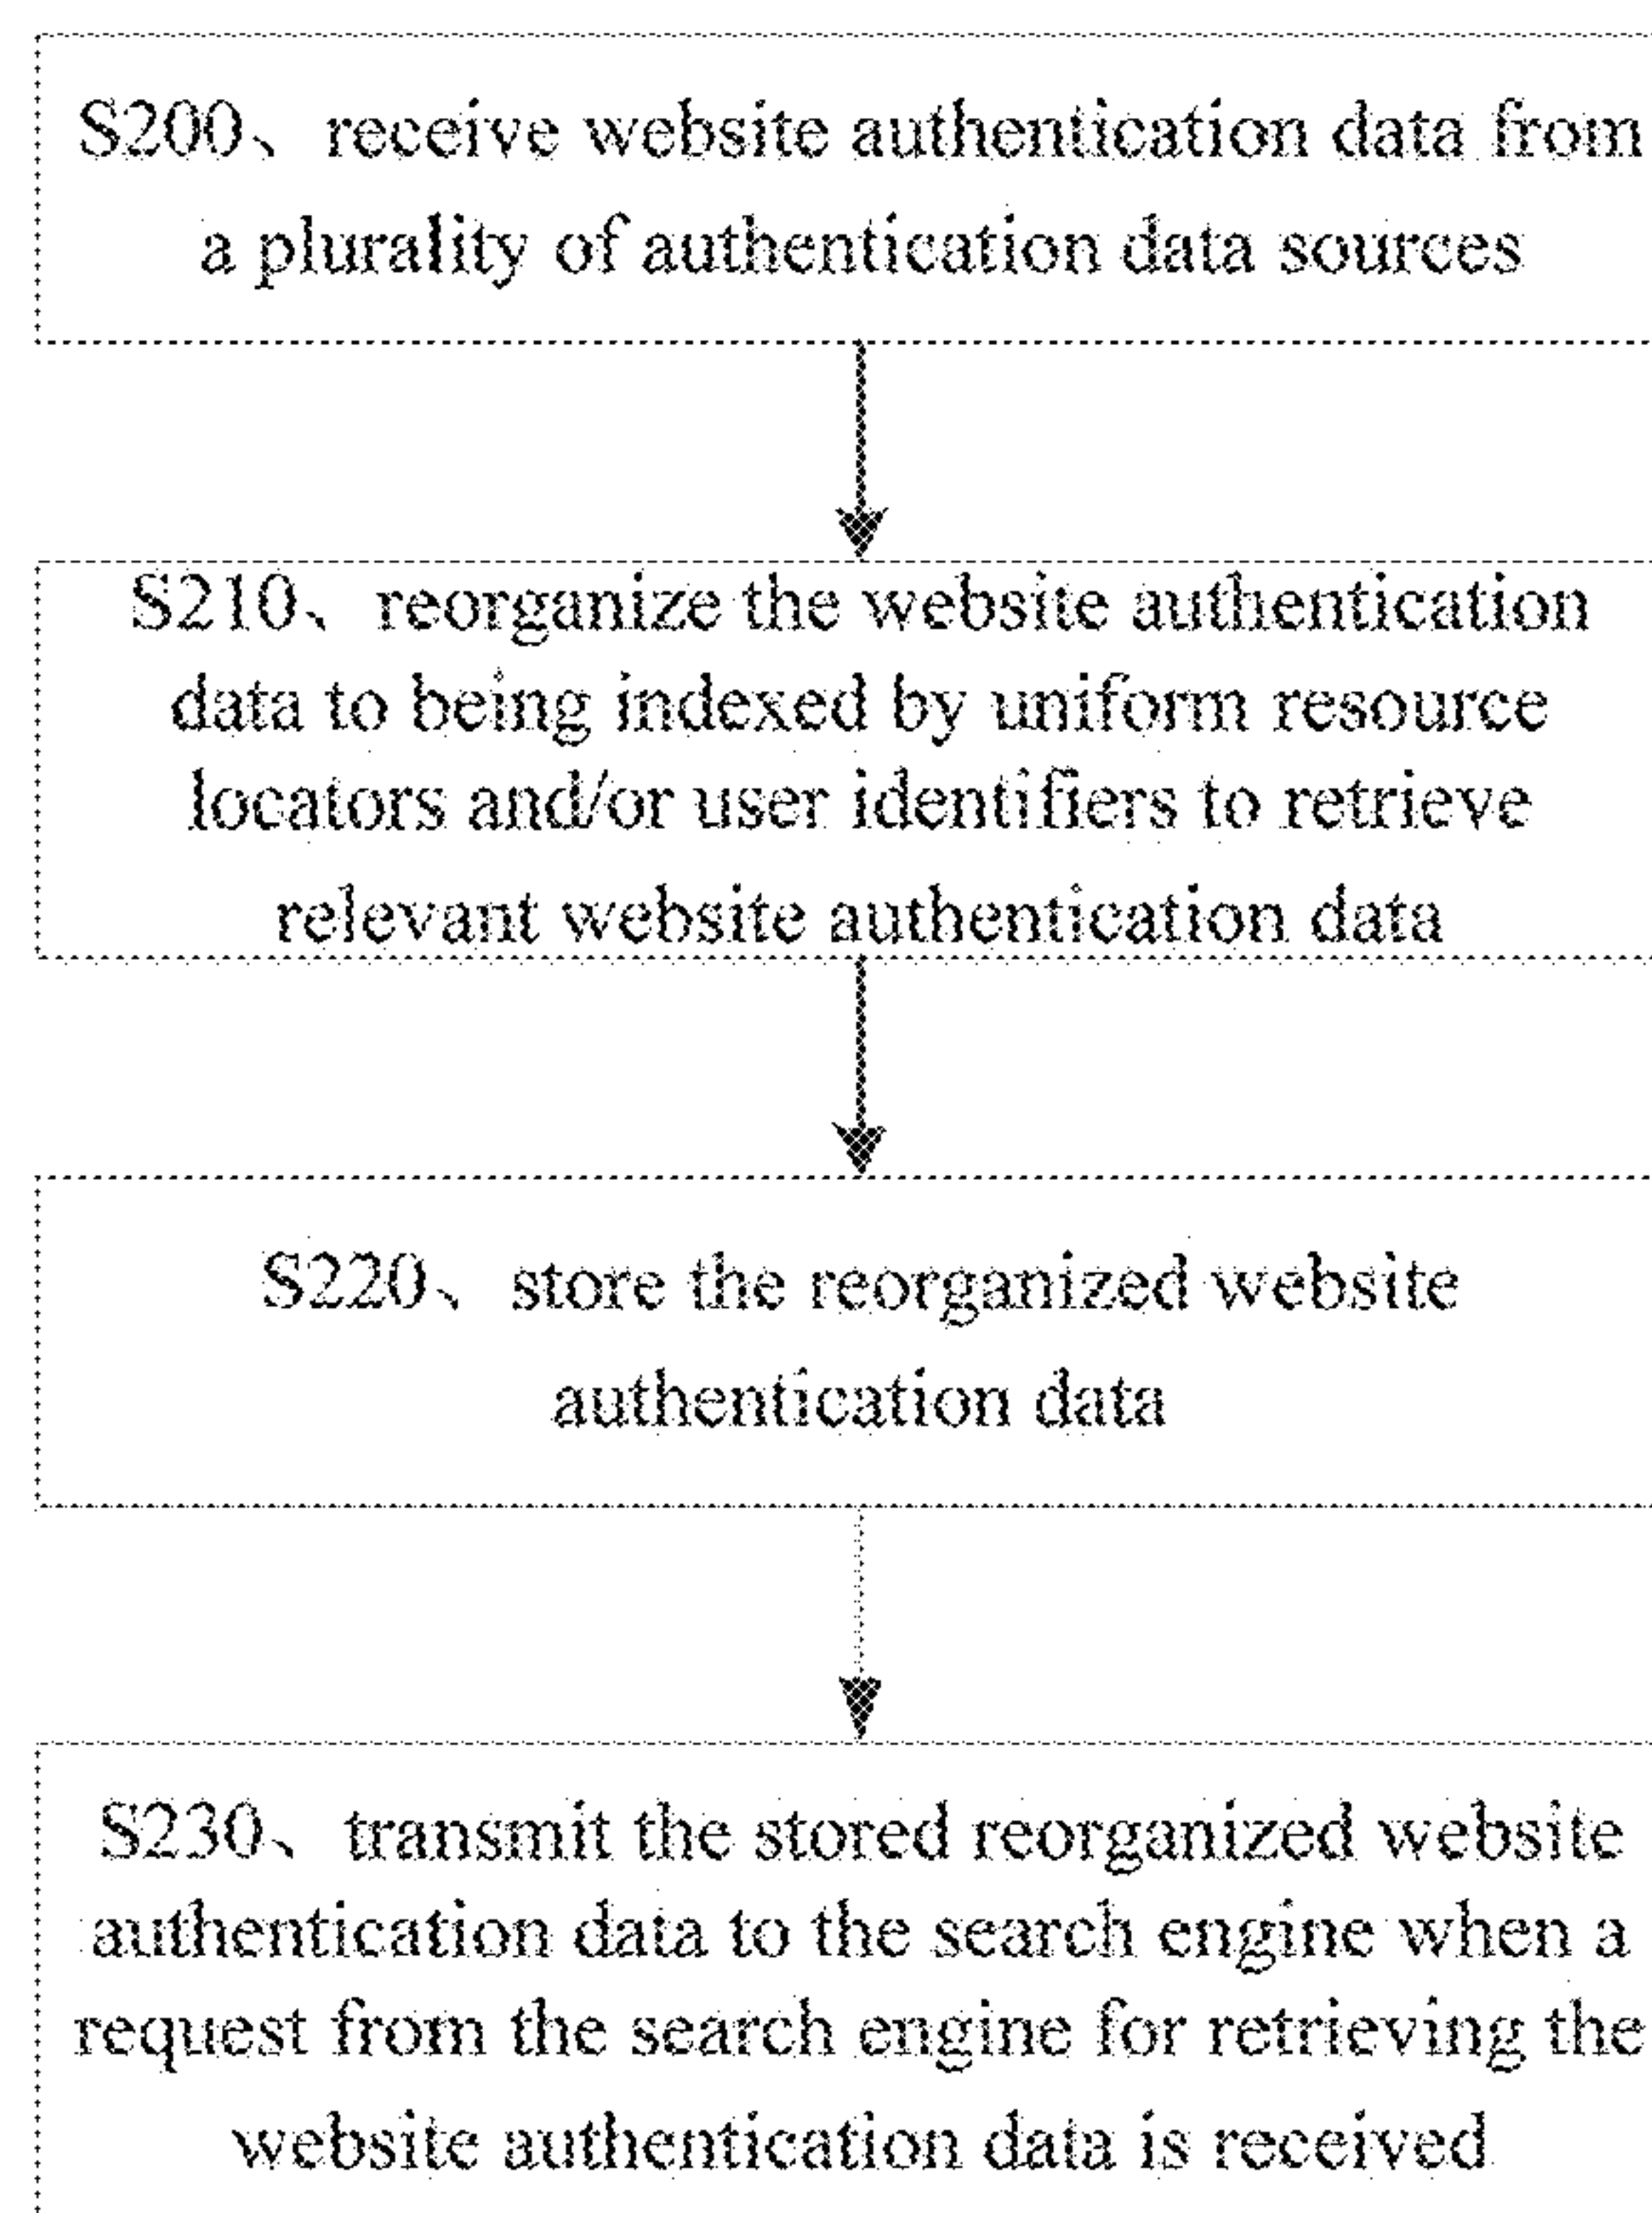 S200、 receive website authentication data from
a plurality of authentication data sources
S210、 reorganize the website authentication
data to being indexed by uniform resource
locators and/or user identifiers to retrieve
relevant website authentication data
S220、 store the reorganized website
authentication data
S230、 transmit the stored reorganized website
authentication data to the search engine when a
request from the search engine for retrieving the
website authentication data is received